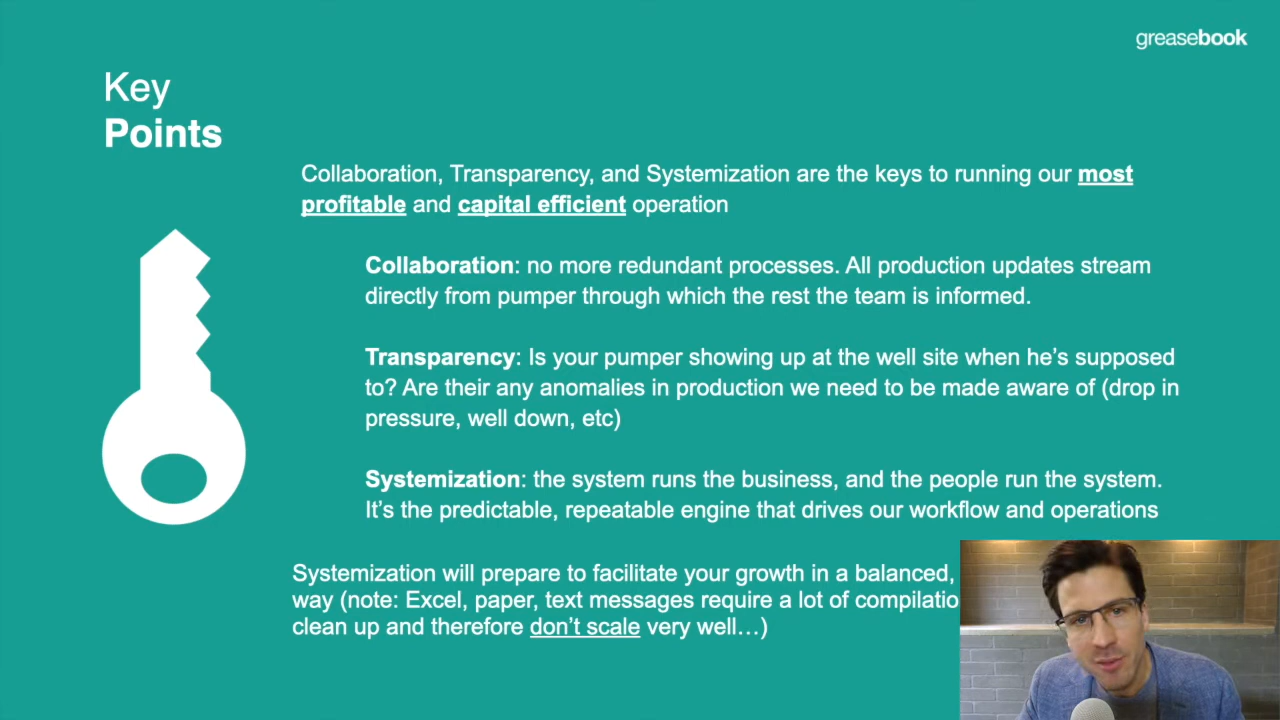 greasebook
Key
Points
Collaboration, Transparency, and Systemization are the keys to running our most
profitable and capital efficient operation
Collaboration: no more redundant processes. All production updates stream
directly from pumper through which the rest the team is informed.
Transparency: Is your pumper showing up at the well site when he’s supposed
to? Are their any anomalies in production we need to be made aware of (drop in
pressure, well down, etc)
Systemization: the system runs the business, and the people run the system.
It’s the predictable, repeatable engine that drives our workflow and operations
Systemization will prepare to facilitate your growth in a balanced,
way (note: Excel, paper, text messages require a lot of
clean up and therefore don’t scale very well…)